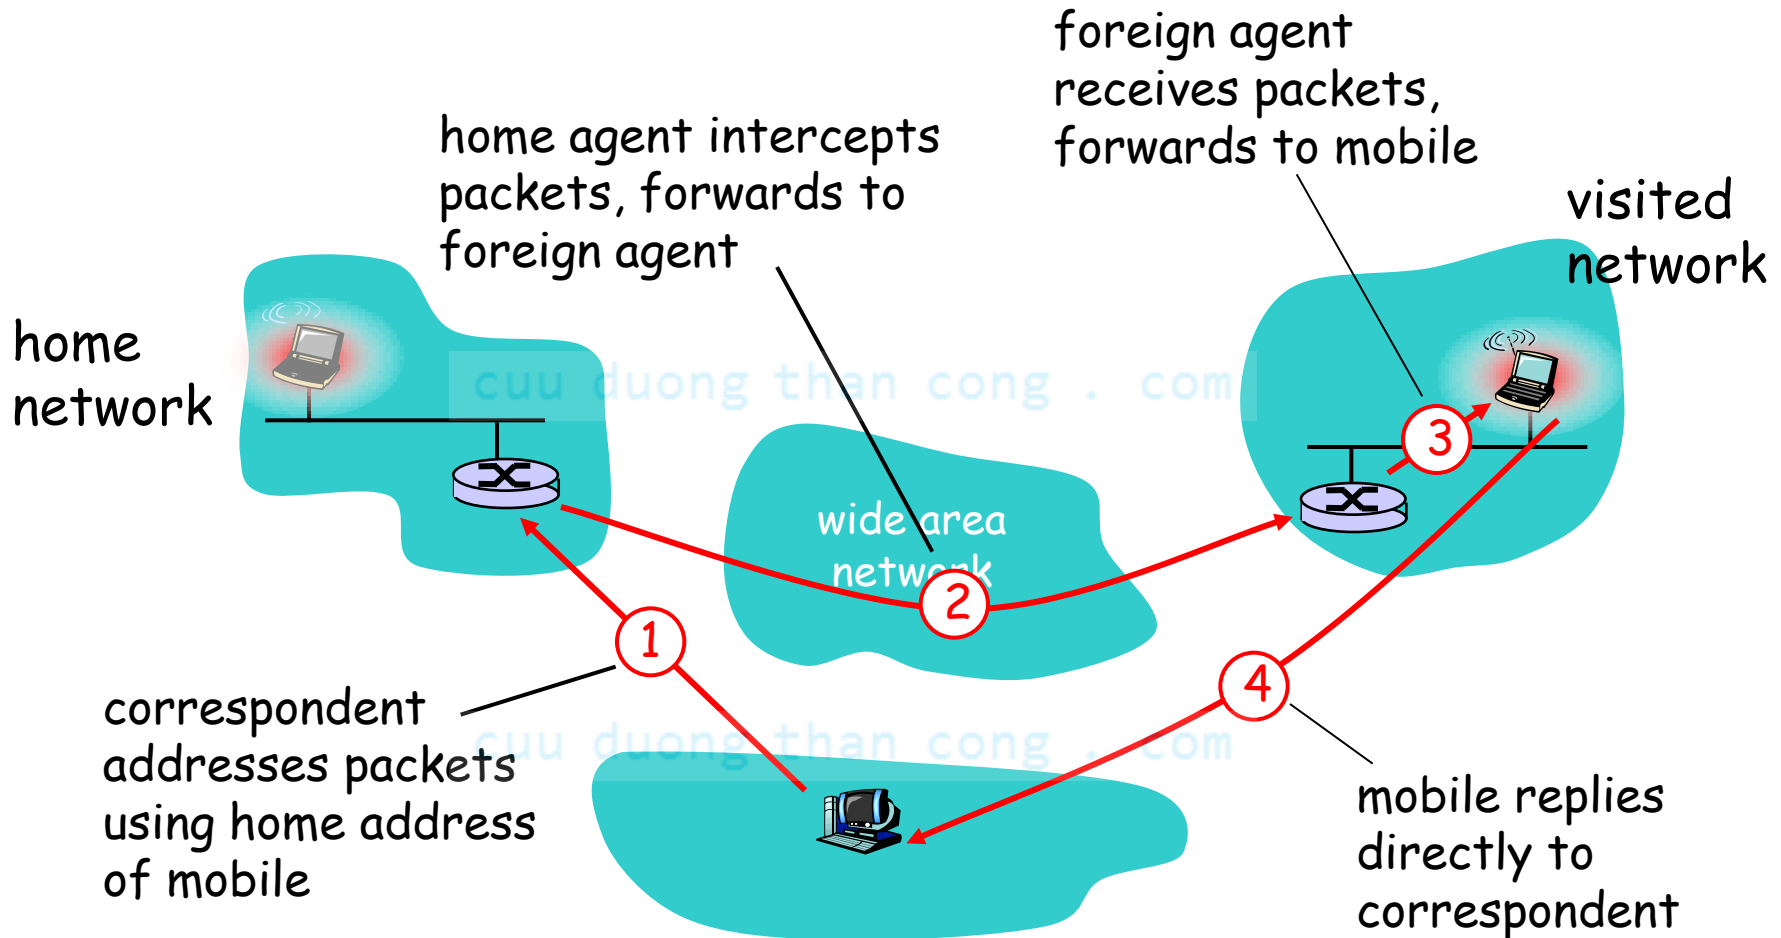 foreign agent
receives packets,
forwards to mobile
home agent intercepts
packets, forwards to
foreign agent
visited
network
home
network
cuu duong than cong . com
3
wide area
network
2
1
4
correspondent
addresses packets
using home address
of mobile
cuu duong than cong . com
mobile replies
directly to
correspondent